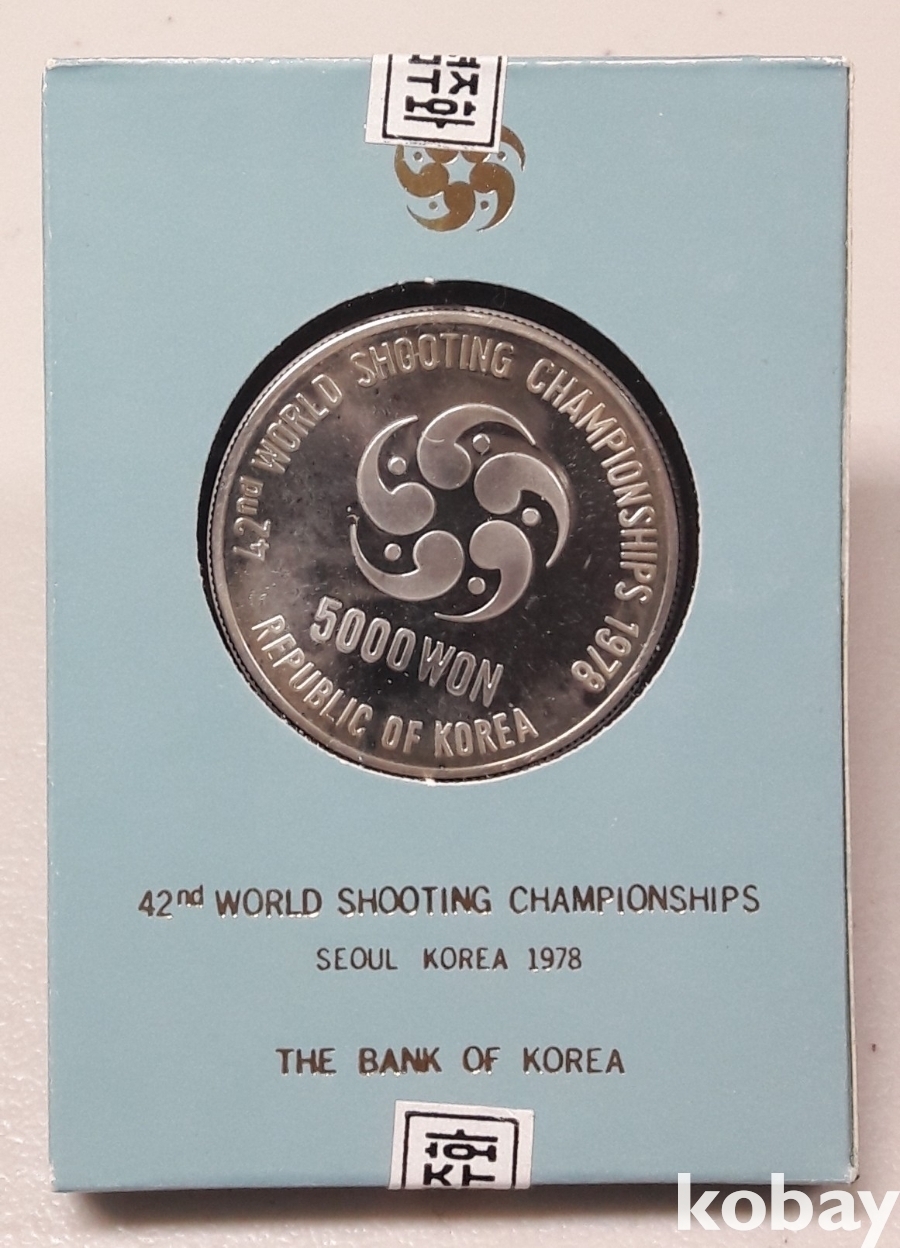 42nd WORLD SHOOTING CHAMPIONSHIPS 1978
5000 WON
REPUBLIC OF KOREA
42nd WORLD SHOOTING CHAMPIONSHIPS
SEOUL KOREA 1978
THE BANK OF KOREA
kobay